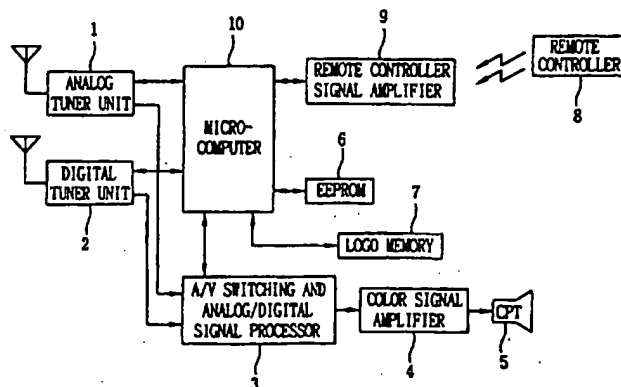 1
ANALOG
TUNER UNIT
10
MICRO-
COMPUTER
9
REMOTE CONTROLLER
SIGNAL AMPLIFIER
REMOTE
CONTROLLER
8
DIGITAL
TUNER UNIT
2
6
EEPROM
7
LOGO MEMORY
A/V SWITCHING AND
ANALOG/DIGITAL
SIGNAL PROCESSOR
3
COLOR SIGNAL
AMPLIFIER
4
CPT
5